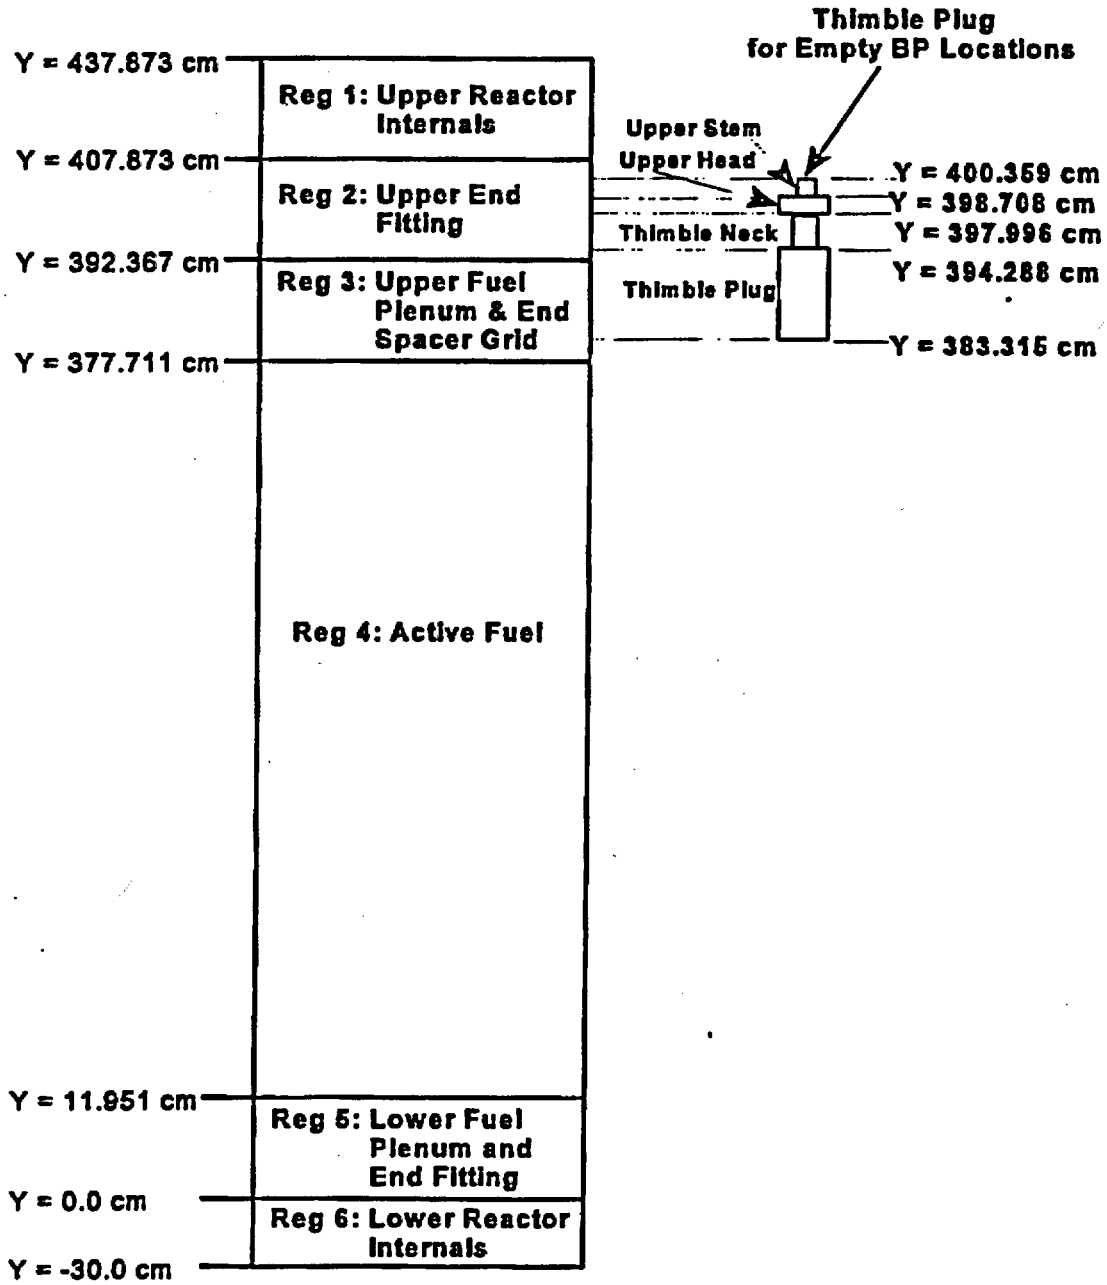 Thimble Plug
for Empty BP Locations
Y = 437.873 cm
Reg 1: Upper Reactor
Internals
Upper Stem
Upper Head
Y = 407.873 cm
Y = 400.359 cm
Reg 2: Upper End
Fitting
Y = 398.708 cm
Thimble Neck
Y = 397.996 cm
Y = 392.367 cm
Y = 394.288 cm
Reg 3: Upper Fuel
Plenum & End
Spacer Grid
Thimble Plug
Y = 383.315 cm
Y = 377.711 cm
Reg 4: Active Fuel
Y = 11.951 cm
Reg 5: Lower Fuel
Plenum and
End Fitting
Y = 0.0 cm
Reg 6: Lower Reactor
Internals
Y = -30.0 cm